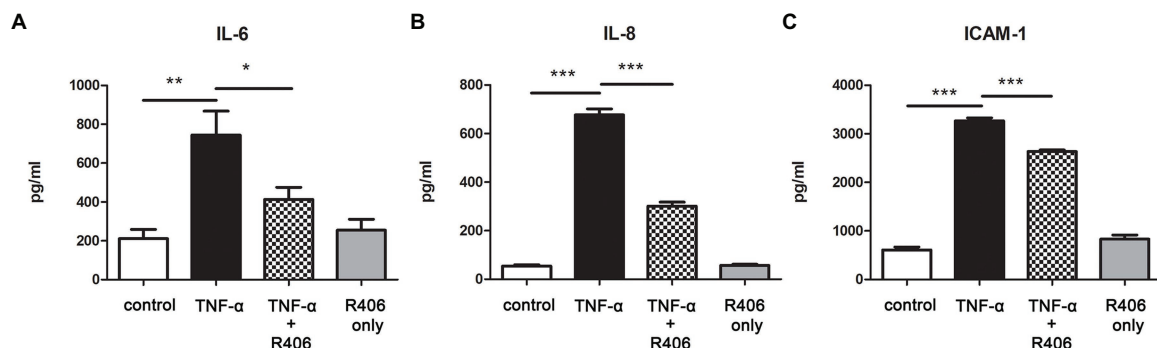 A
IL-6
** *
pg/ml
1000
800
600
400
200
0
control TNF-α TNF-α R406
+ only
R406
B
IL-8
*** ***
pg/ml
800
600
400
200
0
control TNF-α TNF-α R406
+ only
R406
C
ICAM-1
*** ***
pg/ml
4000
3000
2000
1000
0
control TNF-α TNF-α R406
+ only
R406